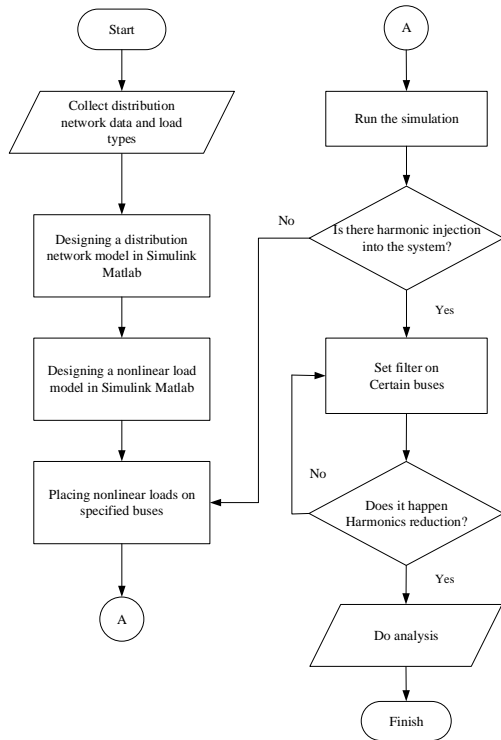 Start
Collect distribution
network data and load
types
Designing a distribution
network model in Simulink
Matlab
Designing a nonlinear load
model in Simulink Matlab
Placing nonlinear loads on
specified buses
A
A
Run the simulation
Is there harmonic injection
into the system?
No
Yes
Set filter on
Certain buses
No
Does it happen
Harmonics reduction?
Yes
Do analysis
Finish